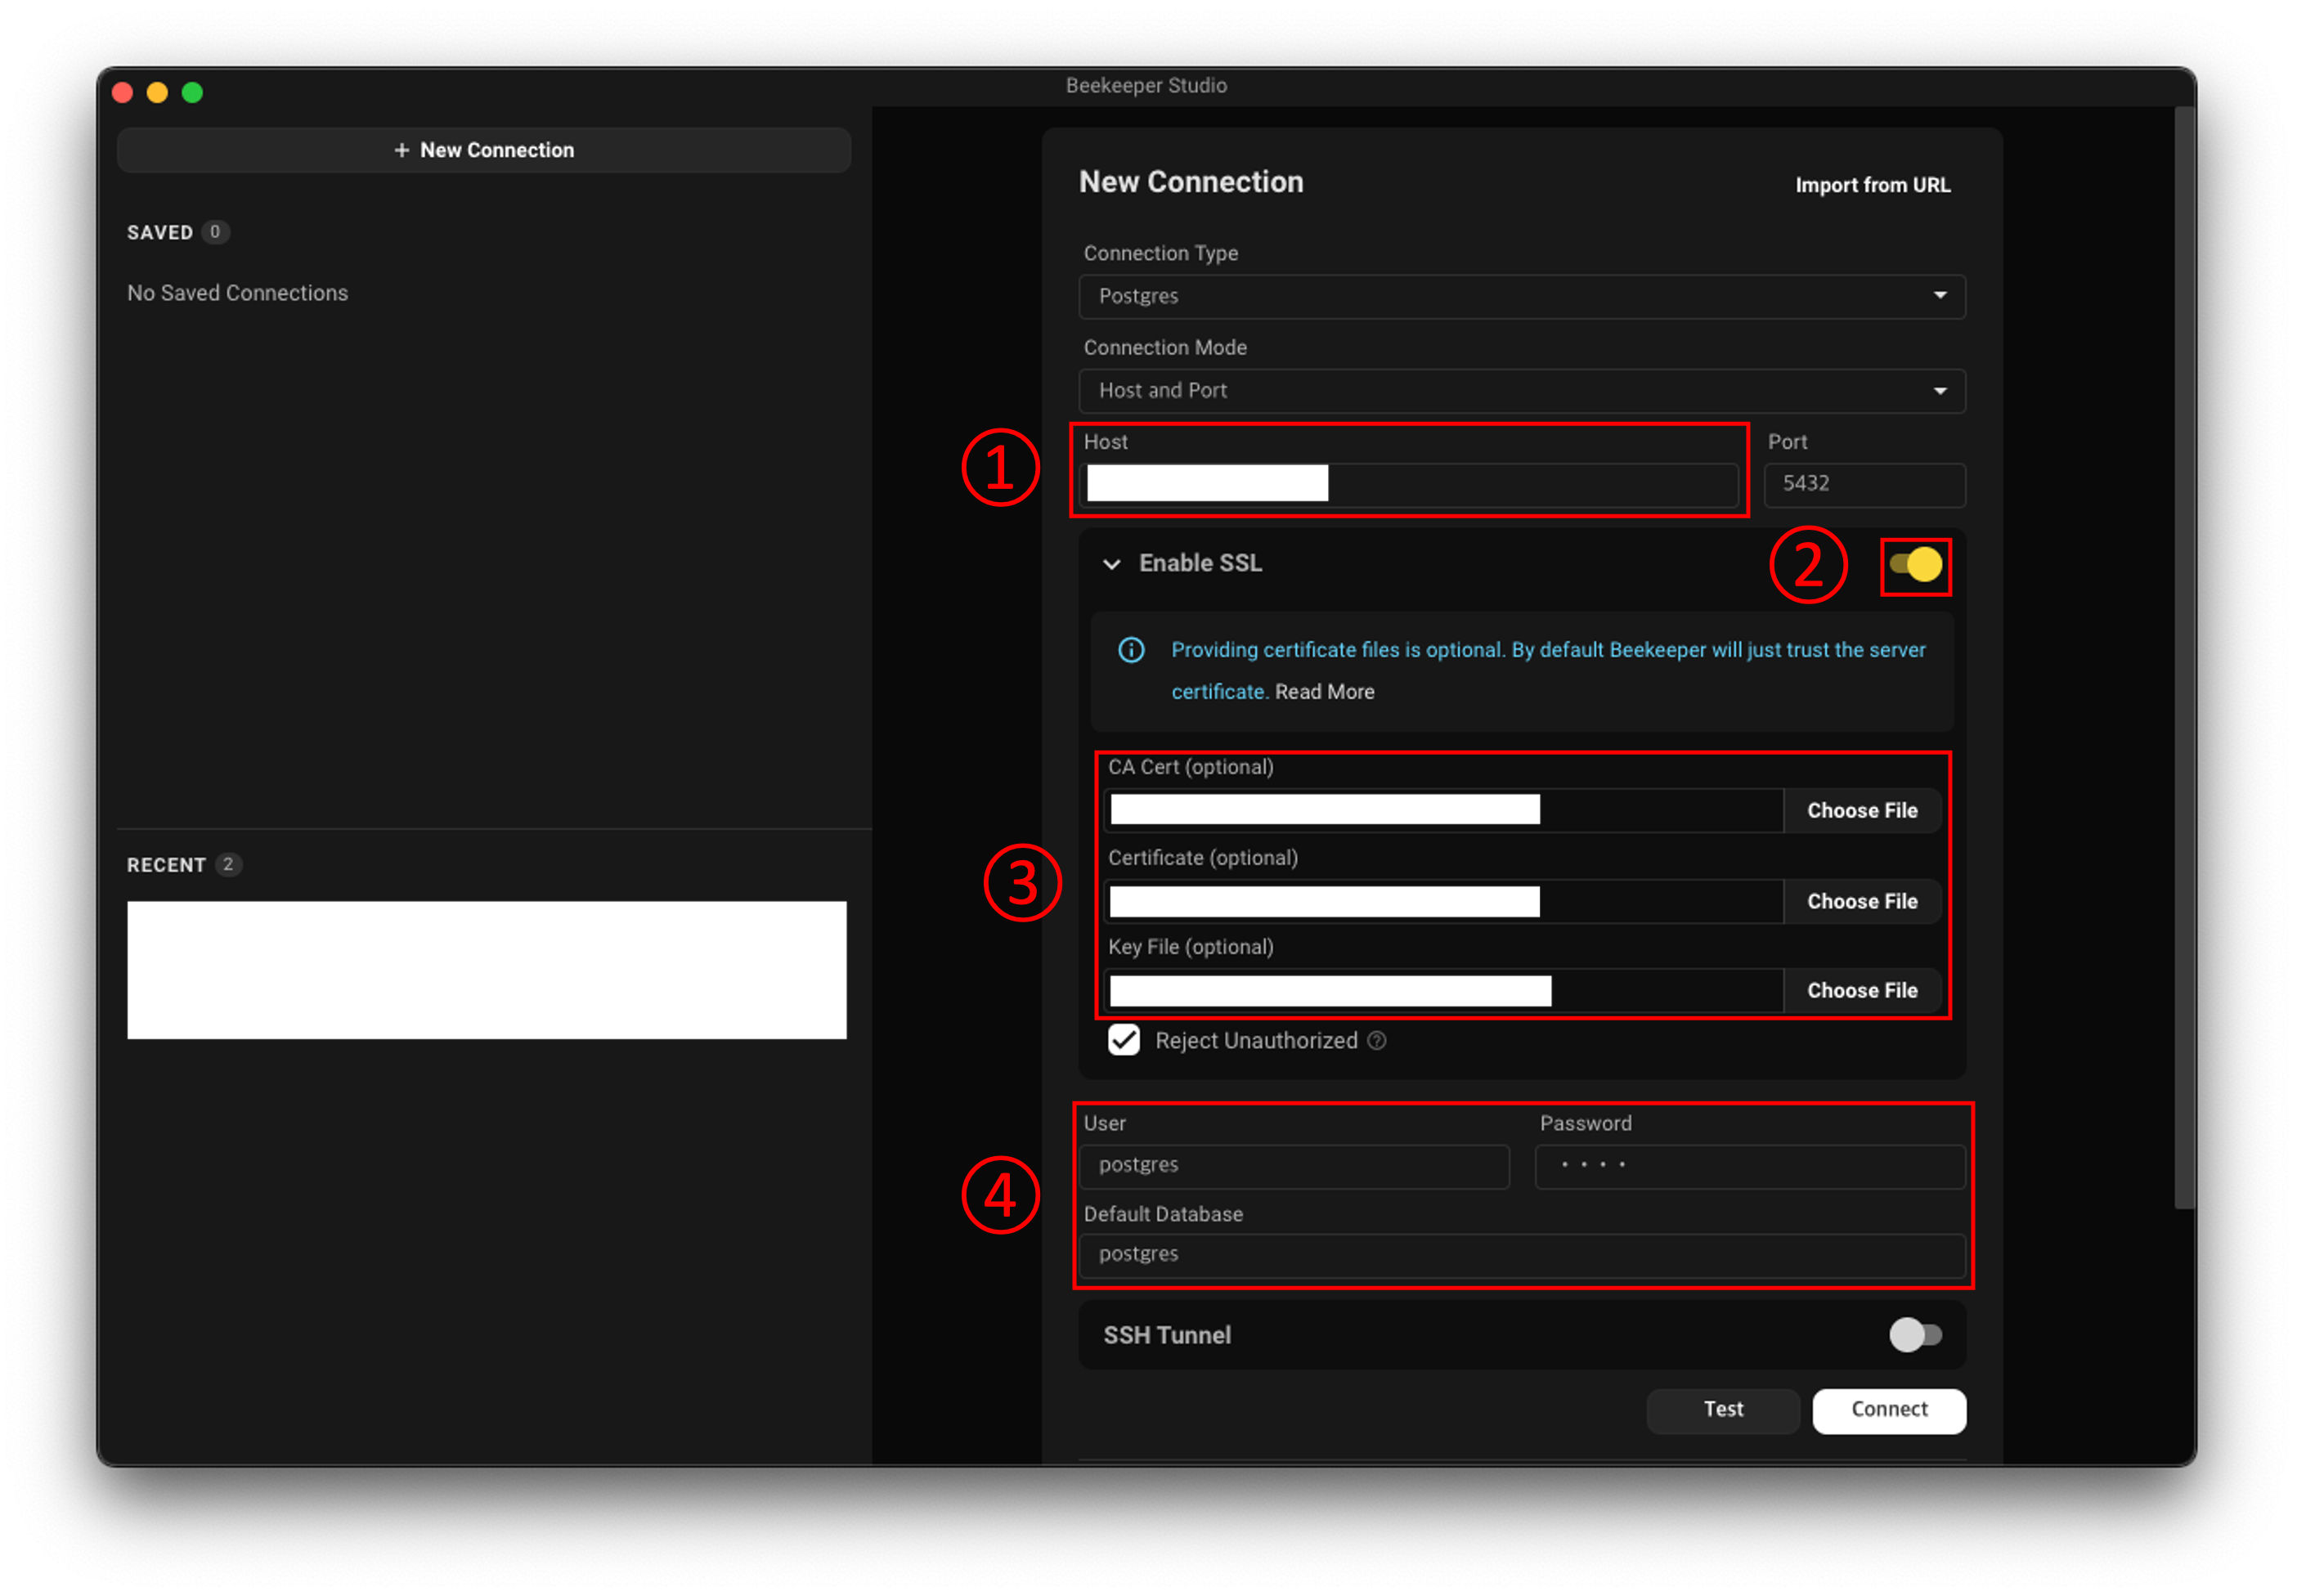 Beekeeper Studio
+ New Connection
SAVED 0
No Saved Connections
RECENT 2
New Connection
Import from URL
Connection Type
Postgres
Connection Mode
Host and Port
①
Host
Port
5432
Enable SSL
②
Providing certificate files is optional. By default Beekeeper will just trust the server
certificate. Read More
③
CA Cert (optional)
Choose File
Certificate (optional)
Choose File
Key File (optional)
Choose File
Reject Unauthorized ?
④
User
Password
postgres
• • • •
Default Database
postgres
SSH Tunnel
Test
Connect